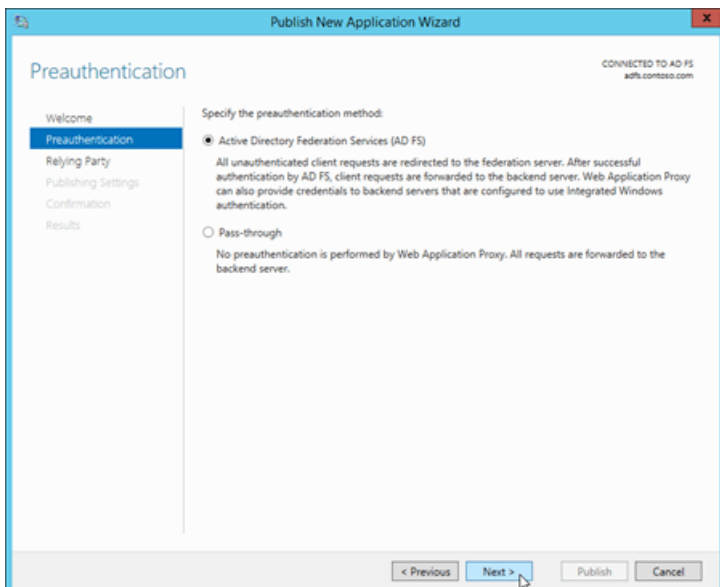 Publish New Application Wizard
x
Preauthentication
CONNECTED TO AD FS
adfs.contoso.com
Welcome
Preauthentication
Relying Party
Publishing Settings
Confirmation
Results
Specify the preauthentication method:
Active Directory Federation Services (AD FS)
All unauthenticated client requests are redirected to the federation server. After successful
authentication by AD FS, client requests are forwarded to the backend server. Web Application Proxy
can also provide credentials to backend servers that are configured to use Integrated Windows
authentication.
Pass-through
No preauthentication is performed by Web Application Proxy. All requests are forwarded to the
backend server.
< Previous
Next >
Publish
Cancel